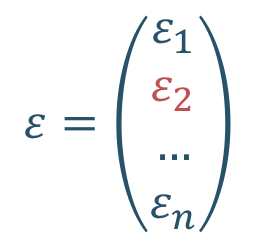 ε₁
ε₂
ε =
...
εₙ